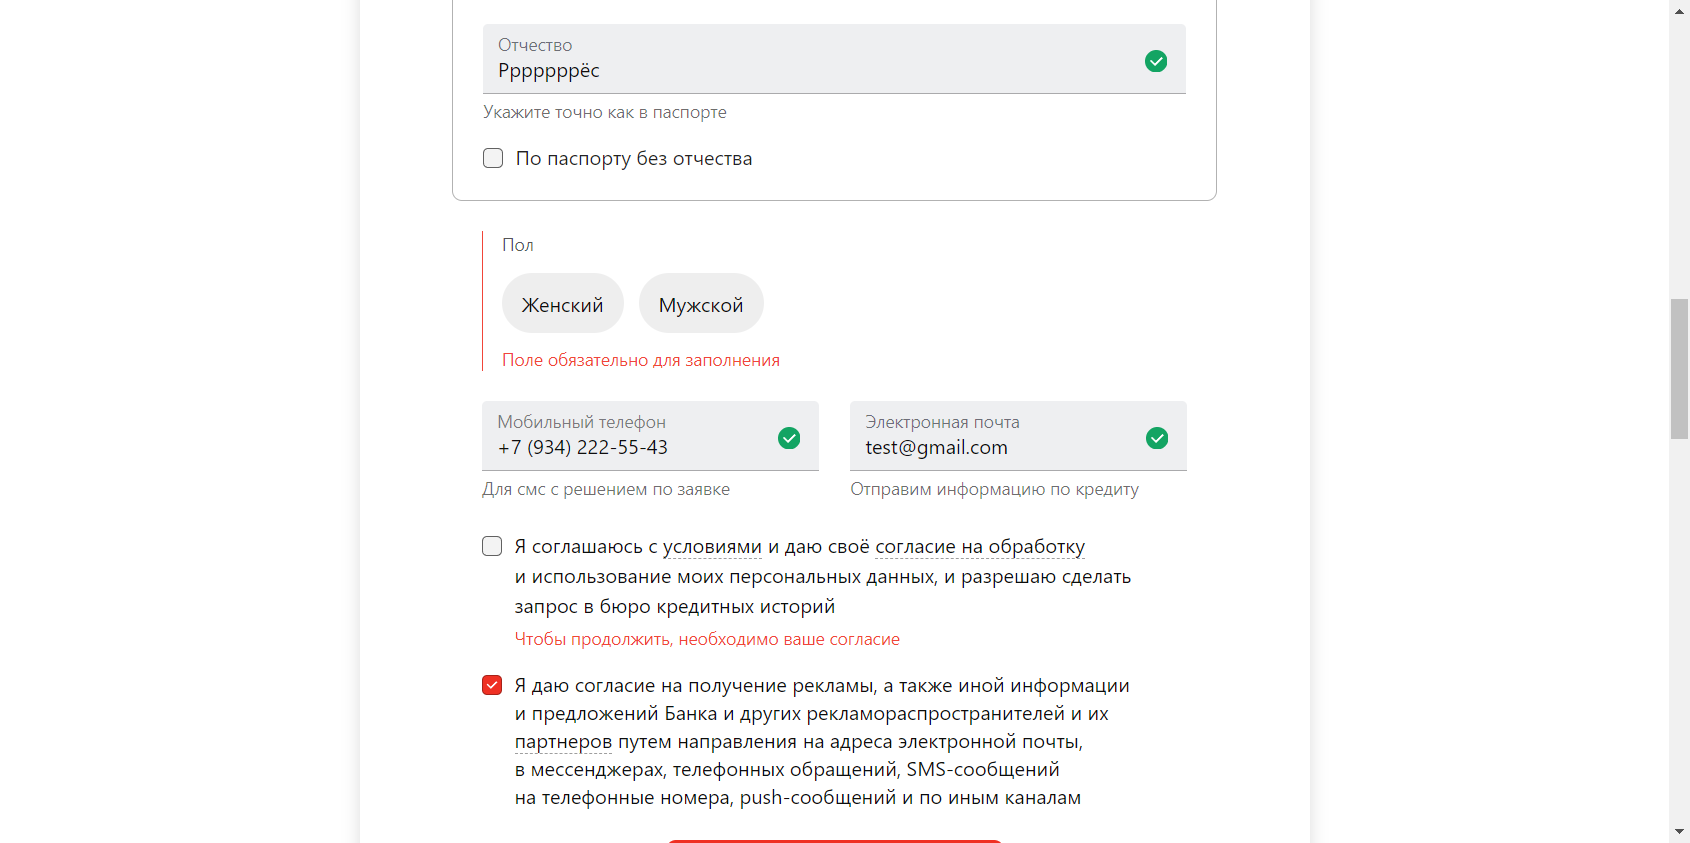 Отчество
Рррррррёс
Укажите точно как в паспорте
По паспорту без отчества
Пол
Женский
Мужской
Поле обязательно для заполнения
Мобильный телефон
+7 (934) 222-55-43
Для смс с решением по заявке
Электронная почта
test@gmail.com
Отправим информацию по кредиту
Я соглашаюсь с условиями и даю своё согласие на обработку
и использование моих персональных данных, и разрешаю сделать
запрос в бюро кредитных историй
Чтобы продолжить, необходимо ваше согласие
Я даю согласие на получение рекламы, а также иной информации
и предложений Банка и других рекламораспространителей и их
партнеров путем направления на адреса электронной почты,
в мессенджерах, телефонных обращений, SMS-сообщений
на телефонные номера, push-сообщений и по иным каналам